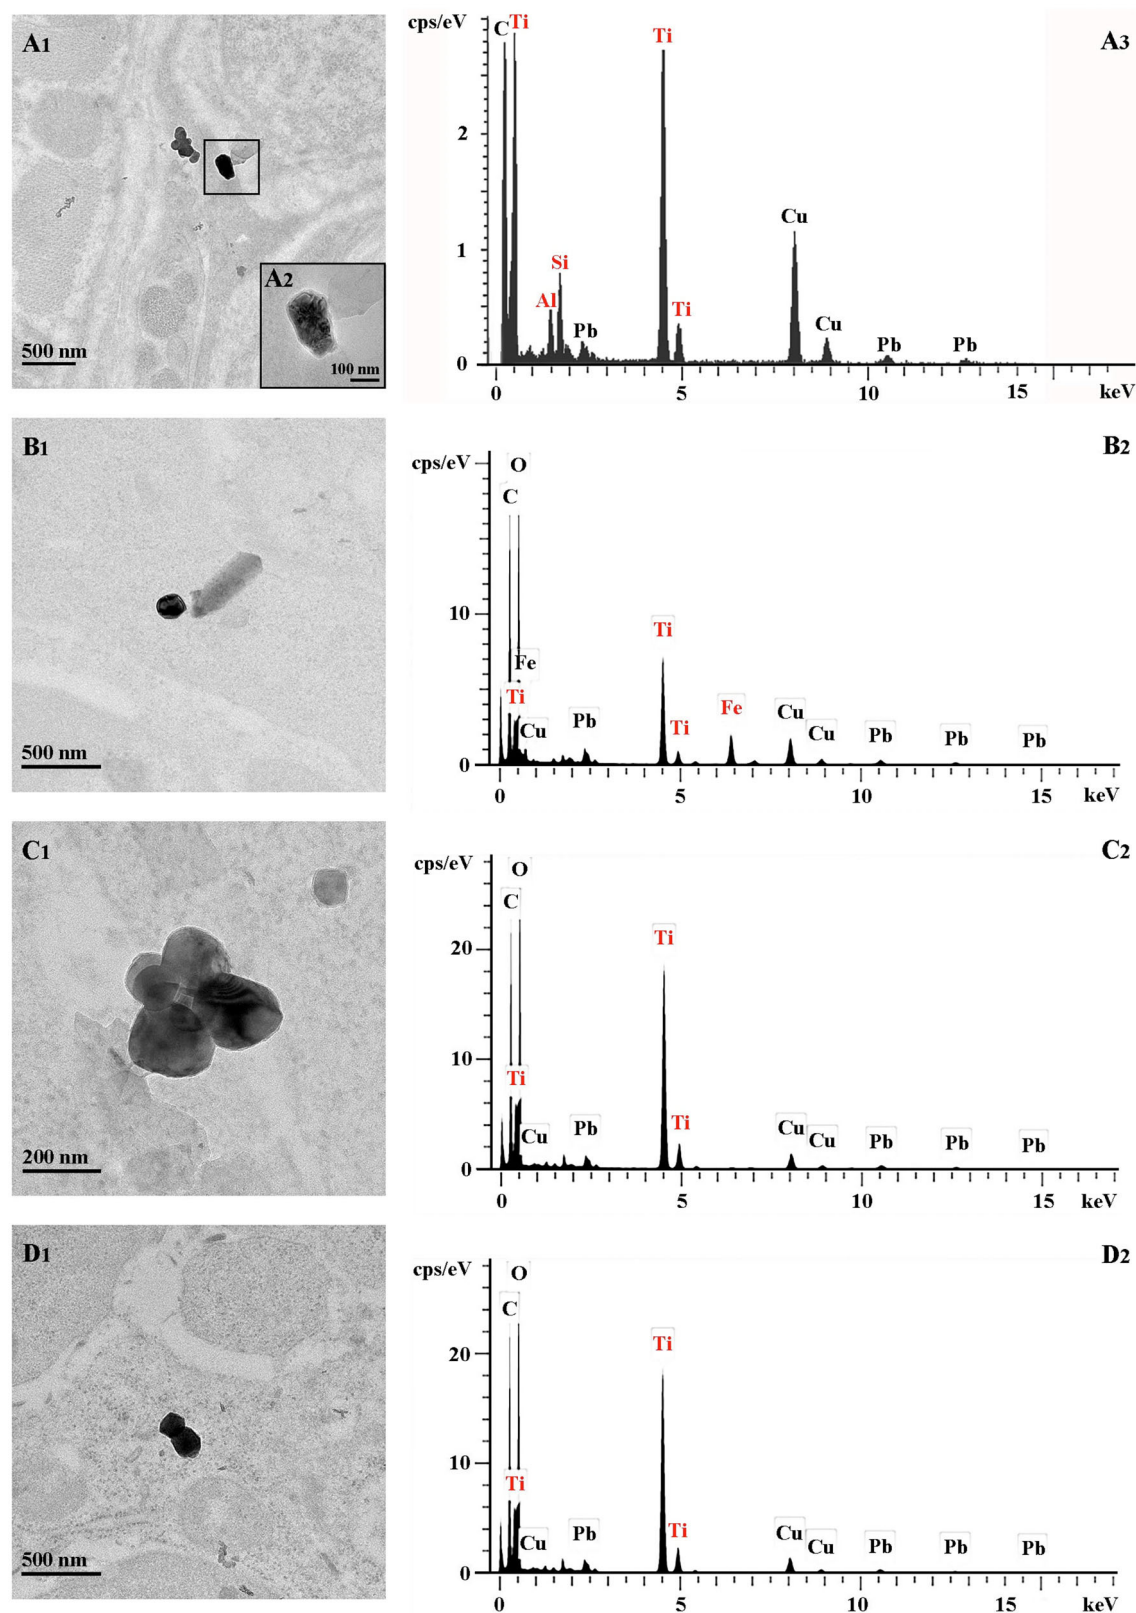 A1
500 nm
A2
100 nm
cps/eV
A3
C Ti
Ti
Cu
Si
Al
Pb
Ti
Cu
Pb
Pb
2
1
0
0 5 10 15 keV
B1
500 nm
cps/eV
B2
O
C
Ti
Fe
Ti
Cu
Pb
Ti
Fe
Cu
Cu
Pb
Pb
Pb
10
0
0 5 10 15 keV
C1
200 nm
cps/eV
C2
O
C
Ti
Ti
Cu
Pb
Ti
Cu
Cu
Pb
Pb
Pb
20
10
0
0 5 10 15 keV
D1
500 nm
cps/eV
D2
O
C
Ti
Ti
Cu
Pb
Ti
Cu
Cu
Pb
Pb
Pb
20
10
0
0 5 10 15 keV